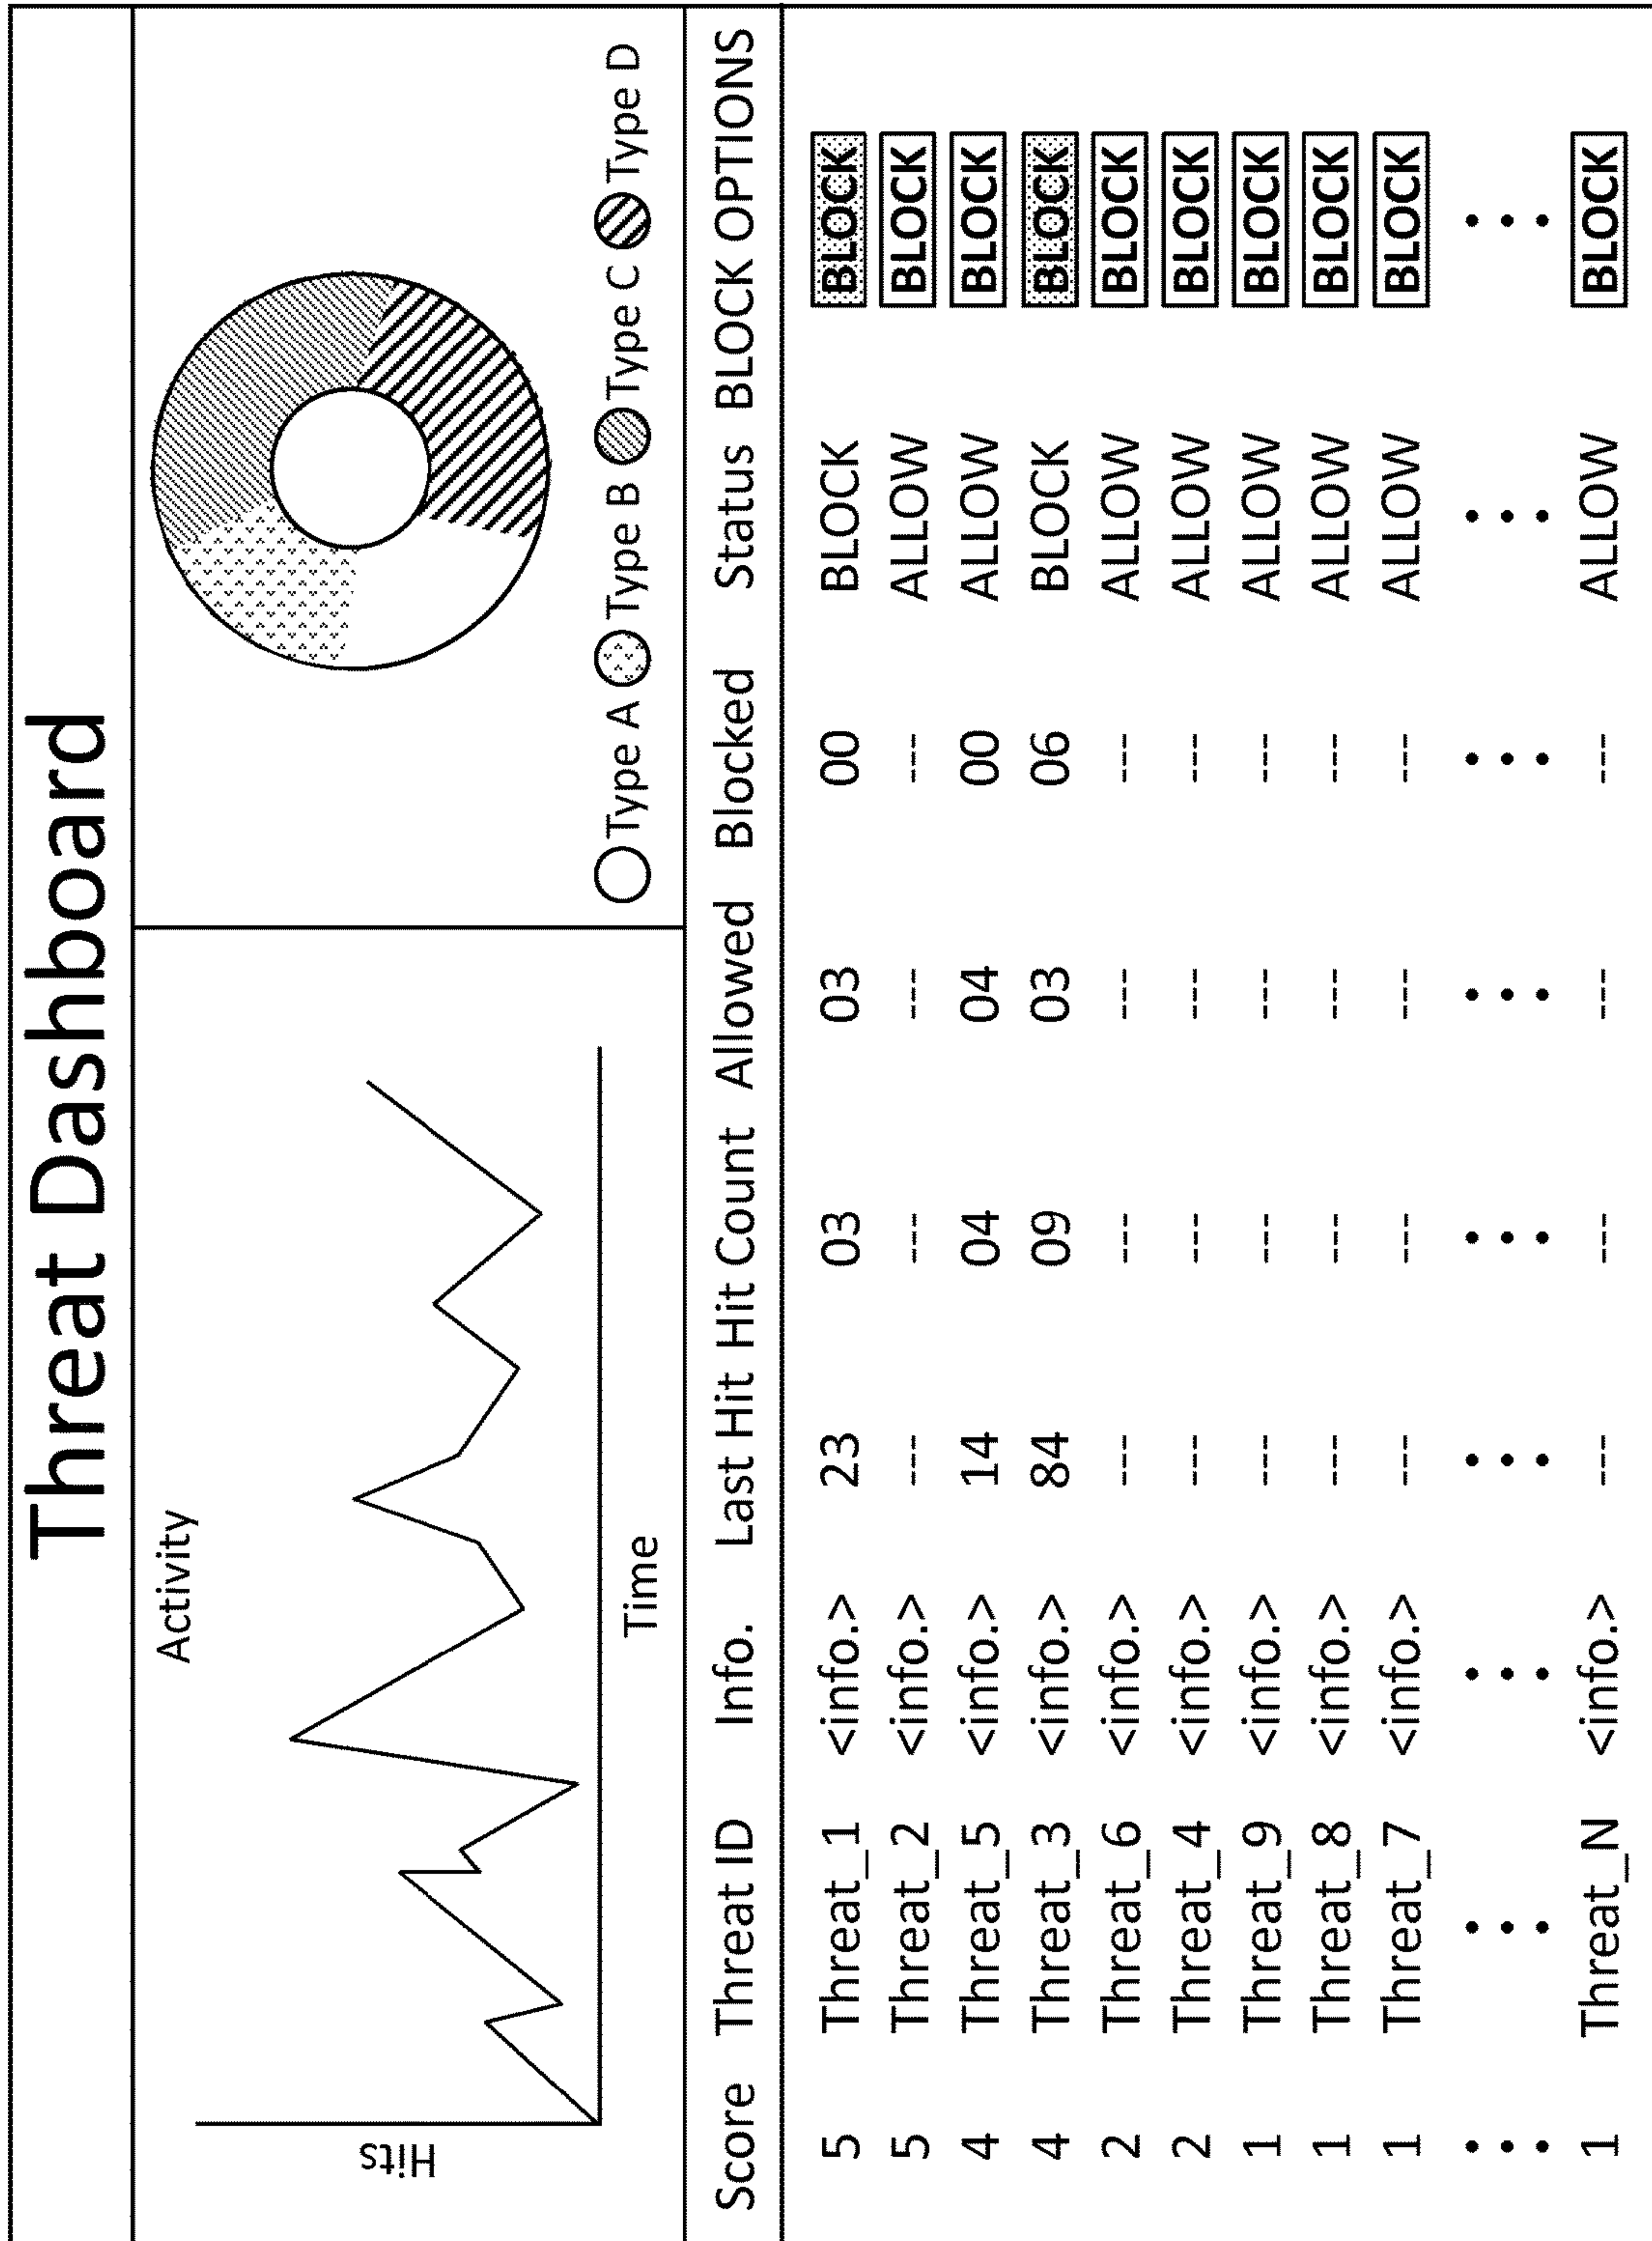 Threat Dashboard
Activity
Hits
Time
Type A Type B Type C Type D
Score Threat ID Info. Last Hit Hit Count Allowed Blocked Status BLOCK OPTIONS
5 Threat_1 <info.> 23 03 03 00 BLOCK BLOCK
5 Threat_2 <info.> --- --- --- --- ALLOW BLOCK
4 Threat_5 <info.> 14 04 04 00 ALLOW BLOCK
4 Threat_3 <info.> 84 09 03 06 BLOCK BLOCK
2 Threat_6 <info.> --- --- --- --- ALLOW BLOCK
2 Threat_4 <info.> --- --- --- --- ALLOW BLOCK
1 Threat_9 <info.> --- --- --- --- ALLOW BLOCK
1 Threat_8 <info.> --- --- --- --- ALLOW BLOCK
1 Threat_7 <info.> --- --- --- --- ALLOW BLOCK
1 Threat_N <info.> --- --- --- --- ALLOW BLOCK